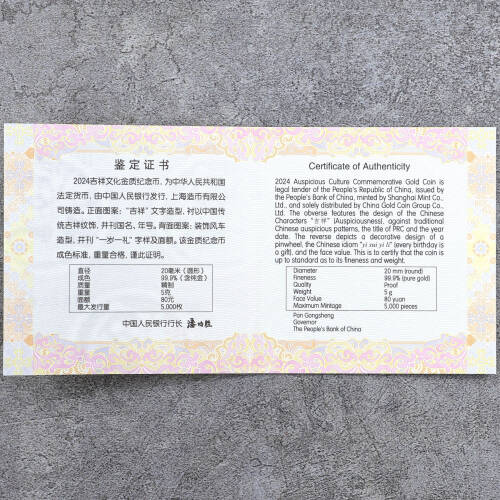 鉴定证书
2024吉祥文化金质纪念币，为中华人民共和国
法定货币，由中国人民银行发行，上海造币有限公
司铸造。正面图案：“吉祥”文字造型，衬以中国传
统吉祥纹饰，并刊国名、年号。背面图案：装饰风车
造型，并刊“一岁一礼”字样及面额。该金质纪念币
成色标准，重量合格，谨此证明。
直径 20毫米（圆形）
成色 99.9%（含纯金）
质量 精制
重量 5克
面额 80元
最大发行量 5,000枚
中国人民银行行长 潘功胜
Certificate of Authenticity
2024 Auspicious Culture Commemorative Gold Coin is
legal tender of the People's Republic of China, issued by
the People's Bank of China, minted by Shanghai Mint Co.,
Ltd., and solely distributed by China Gold Coin Group Co.,
Ltd. The obverse features the design of the Chinese
Characters "吉祥" (Auspiciousness), against traditional
Chinese auspicious patterns, the title of PRC and the year
date. The reverse depicts a decorative design of a
pinwheel, the Chinese idiom "yi sui yi li" (every birthday is
a gift), and the face value. This is to certify that the coin is
up to standard as to its fineness and weight.
Diameter 20 mm (round)
Fineness 99.9% (pure gold)
Quality Proof
Weight 5 g
Face Value 80 yuan
Maximum Mintage 5,000 pieces
Pan Gongsheng
Governor
The People's Bank of China